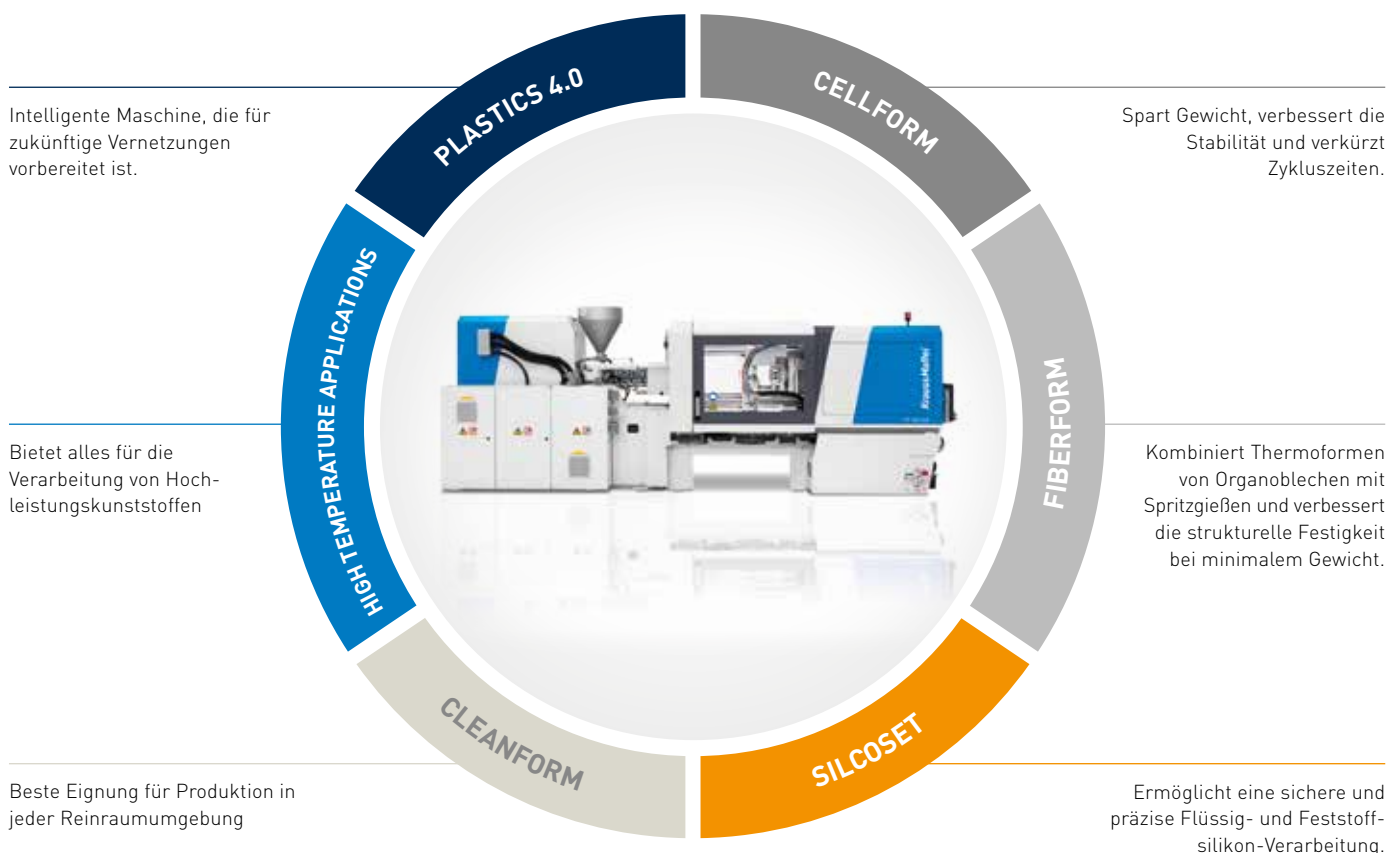 PLASTICS 4.0
Intelligente Maschine, die für
zukünftige Vernetzungen
vorbereitet ist.
CELLFORM
Spart Gewicht, verbessert die
Stabilität und verkürzt
Zykluszeiten.
HIGH TEMPERATURE APPLICATIONS
Bietet alles für die
Verarbeitung von Hoch-
leistungskunststoffen
KraussMaffei
FIBERFORM
Kombiniert Thermoformen
von Organoblechen mit
Spritzgießen und verbessert
die strukturelle Festigkeit
bei minimalem Gewicht.
CLEANFORM
Beste Eignung für Produktion in
jeder Reinraumumgebung
SILCOSET
Ermöglicht eine sichere und
präzise Flüssig- und Feststoff-
silikon-Verarbeitung.